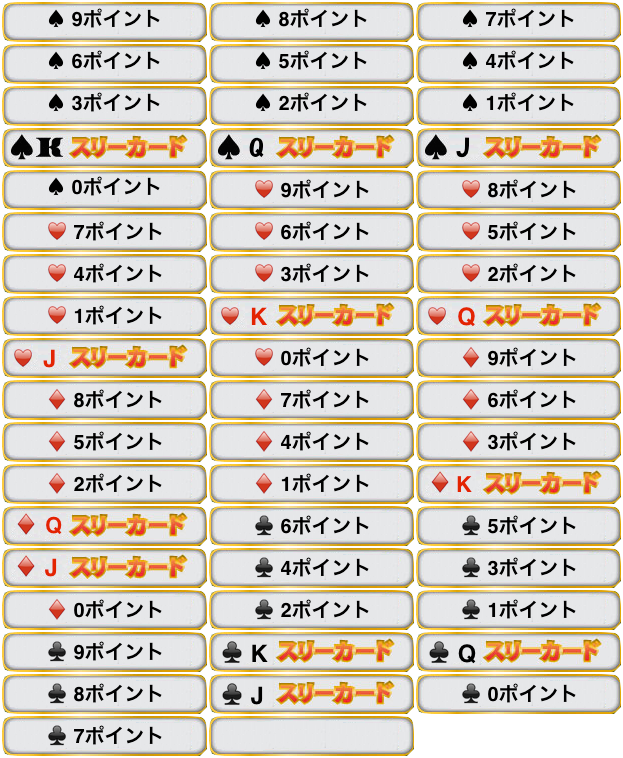 ♠ 9ポイント ♠ 8ポイント ♠ 7ポイント
♠ 6ポイント ♠ 5ポイント ♠ 4ポイント
♠ 3ポイント ♠ 2ポイント ♠ 1ポイント
♠ K スリーカード ♠ Q スリーカード ♠ J スリーカード
♠ 0ポイント ♥ 9ポイント ♥ 8ポイント
♥ 7ポイント ♥ 6ポイント ♥ 5ポイント
♥ 4ポイント ♥ 3ポイント ♥ 2ポイント
♥ 1ポイント ♥ K スリーカード ♥ Q スリーカード
♥ J スリーカード ♥ 0ポイント ♦ 9ポイント
♦ 8ポイント ♦ 7ポイント ♦ 6ポイント
♦ 5ポイント ♦ 4ポイント ♦ 3ポイント
♦ 2ポイント ♦ 1ポイント ♦ K スリーカード
♦ Q スリーカード ♣ 6ポイント ♣ 5ポイント
♦ J スリーカード ♣ 4ポイント ♣ 3ポイント
♦ 0ポイント ♣ 2ポイント ♣ 1ポイント
♣ 9ポイント ♣ K スリーカード ♣ Q スリーカード
♣ 8ポイント ♣ J スリーカード ♣ 0ポイント
♣ 7ポイント